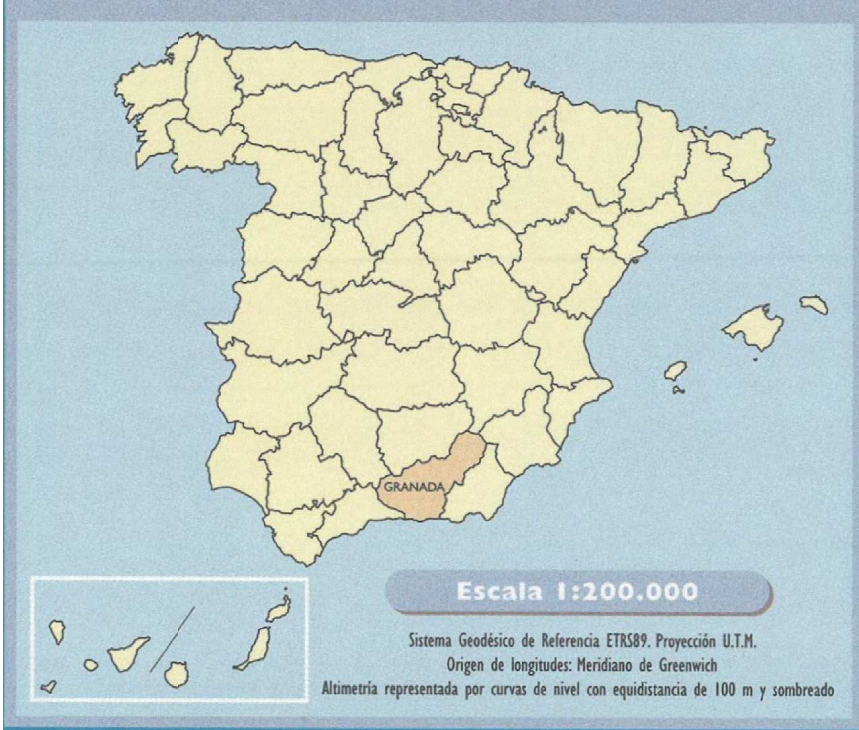 GRANADA
Escala 1:200.000
Sistema Geodésico de Referencia ETRS89. Proyección U.T.M.
Origen de longitudes: Meridiano de Greenwich
Altimetría representada por curvas de nivel con equidistancia de 100 m y sombreado